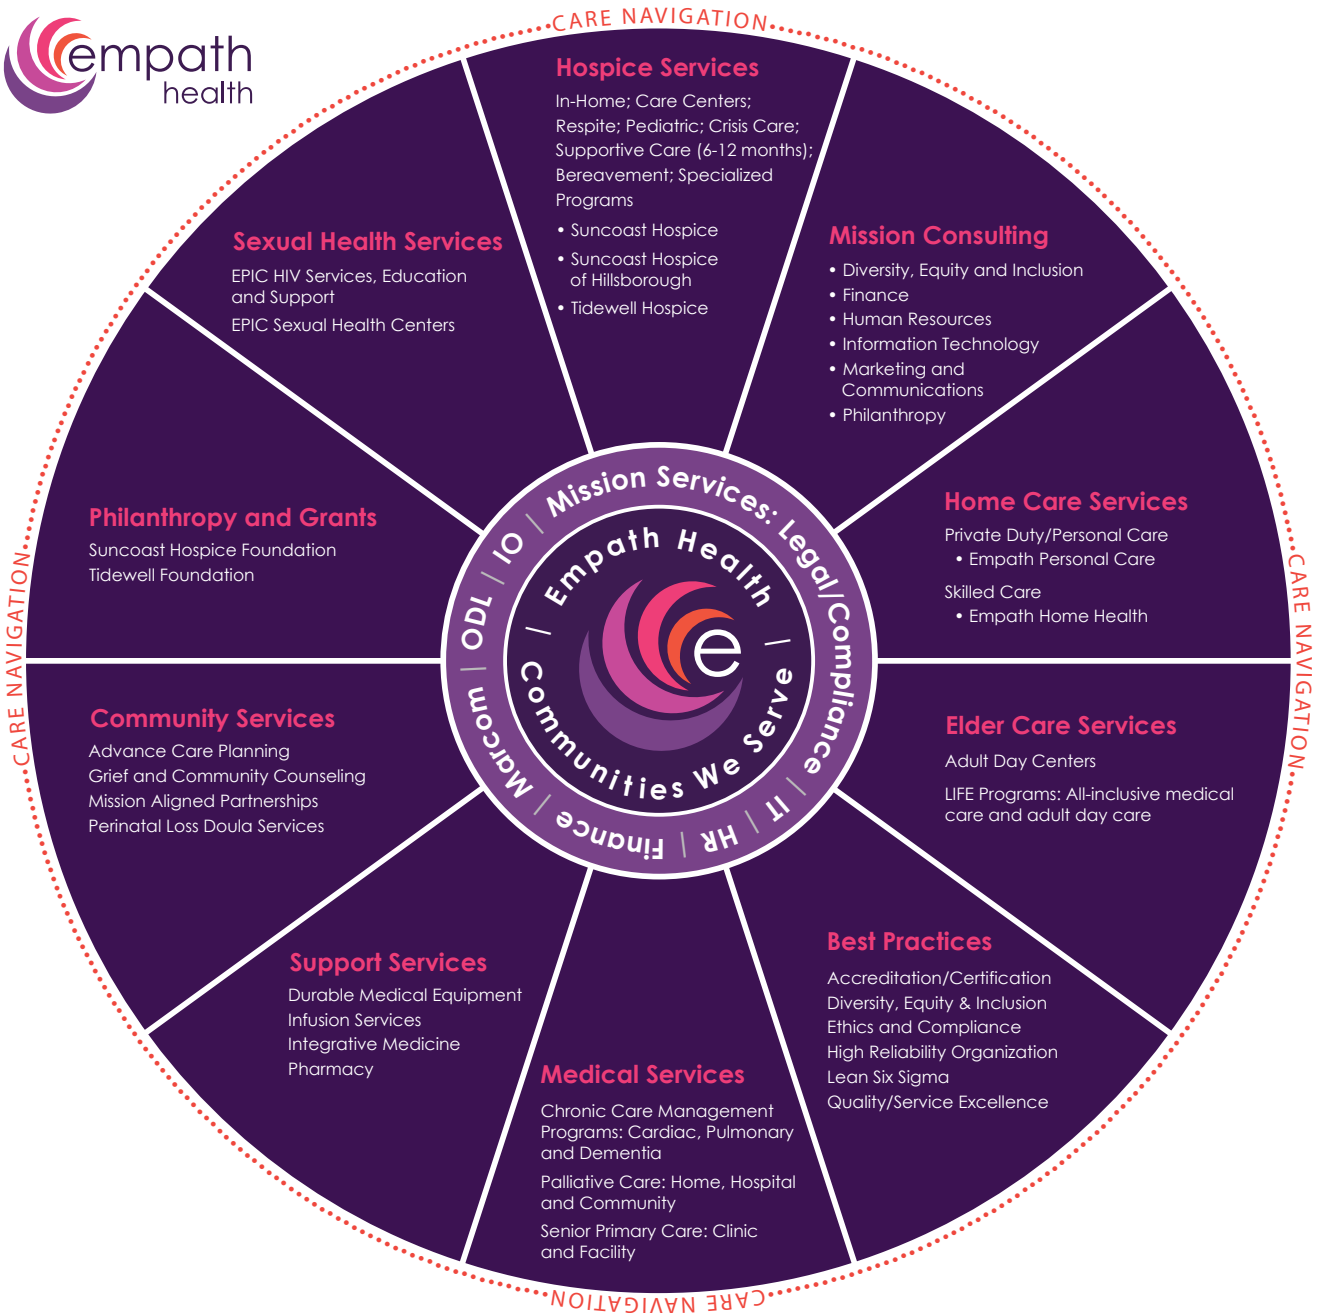 empath
health
CARE NAVIGATION
Hospice Services
In-Home; Care Centers;
Respite; Pediatric; Crisis Care;
Supportive Care (6-12 months);
Bereavement; Specialized
Programs
• Suncoast Hospice
• Suncoast Hospice
of Hillsborough
• Tidewell Hospice
Mission Consulting
• Diversity, Equity and Inclusion
• Finance
• Human Resources
• Information Technology
• Marketing and
Communications
• Philanthropy
Home Care Services
Private Duty/Personal Care
• Empath Personal Care
Skilled Care
• Empath Home Health
CARE NAVIGATION
Elder Care Services
Adult Day Centers
LIFE Programs: All-inclusive medical
care and adult day care
Best Practices
Accreditation/Certification
Diversity, Equity & Inclusion
Ethics and Compliance
High Reliability Organization
Lean Six Sigma
Quality/Service Excellence
Medical Services
Chronic Care Management
Programs: Cardiac, Pulmonary
and Dementia
Palliative Care: Home, Hospital
and Community
Senior Primary Care: Clinic
and Facility
CARE NAVIGATION
Support Services
Durable Medical Equipment
Infusion Services
Integrative Medicine
Pharmacy
Community Services
Advance Care Planning
Grief and Community Counseling
Mission Aligned Partnerships
Perinatal Loss Doula Services
CARE NAVIGATION
Philanthropy and Grants
Suncoast Hospice Foundation
Tidewell Foundation
Sexual Health Services
EPIC HIV Services, Education
and Support
EPIC Sexual Health Centers
Mission Services: Legal/Compliance | IT | HR | Finance | Marcom | ODL | IO |
| Empath Health |
Communities We Serve
e